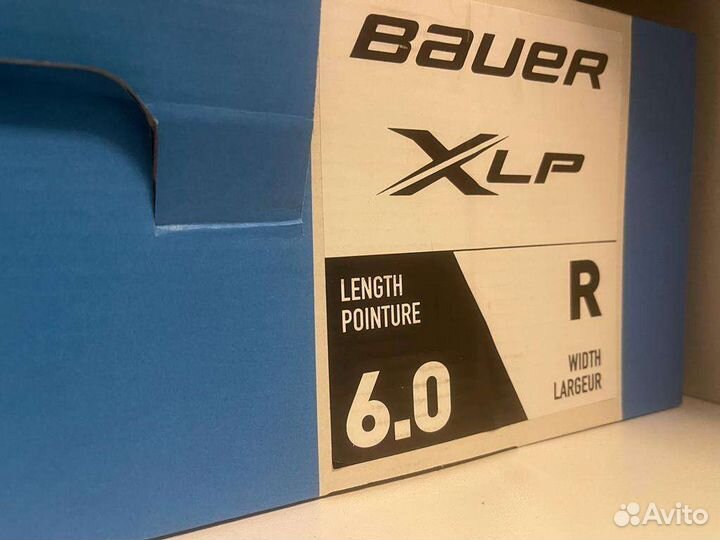 BAUER
XLP
LENGTH
POINTURE
6.0
R
WIDTH
LARGEUR
Avito